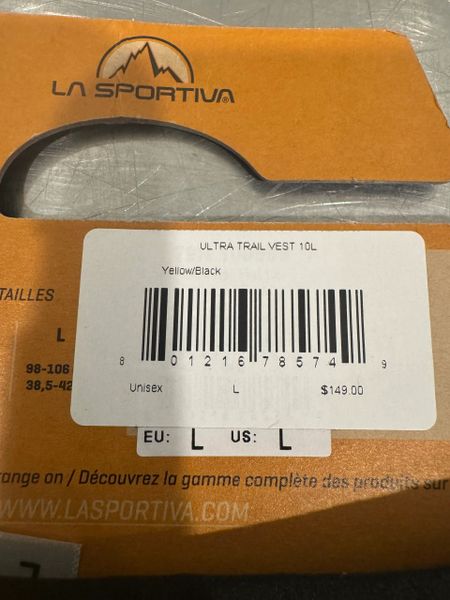 LA SPORTIVA®
ULTRA TRAIL VEST 10L
Yellow/Black
8 01216 78574 9
Unisex L $149.00
TAILLES
L
98-106
38,5-42
EU: L US: L
range on / Découvrez la gamme complète des produits sur
WWW.LASPORTIVA.COM
L